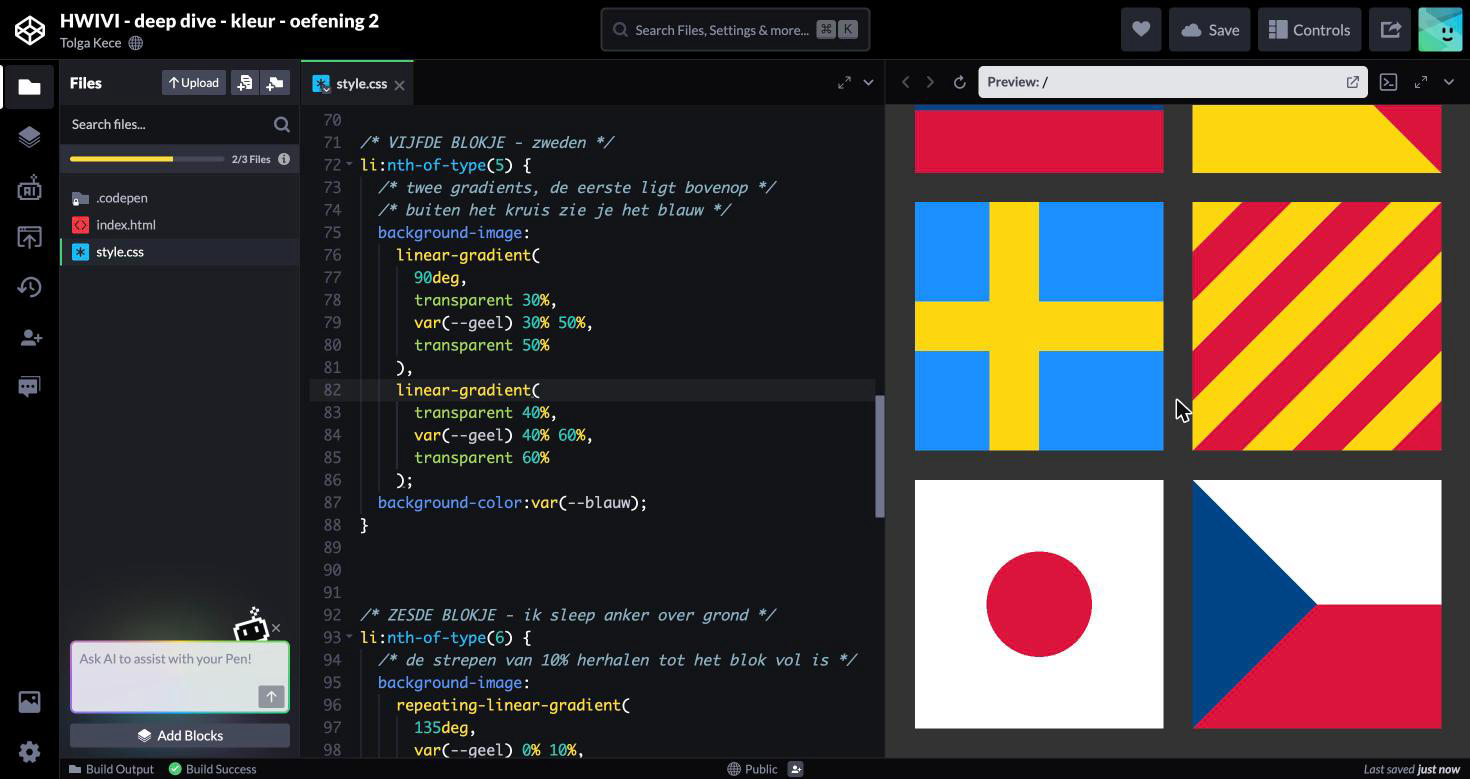 HWIVI - deep dive - kleur - oefening 2
Tolga Kece
Search Files, Settings & more... ⌘ K
Save
Controls
Files
Upload
Search files...
2/3 Files
.codepen
index.html
style.css
AI
Ask AI to assist with your Pen!
Add Blocks
style.css
70
71 /* VIJFDE BLOKJE - zweden */
72 li:nth-of-type(5) {
73 /* twee gradients, de eerste ligt bovenop */
74 /* buiten het kruis zie je het blauw */
75 background-image:
76 linear-gradient(
77 90deg,
78 transparent 30%,
79 var(--geel) 30% 50%,
80 transparent 50%
81 ),
82 linear-gradient(
83 transparent 40%,
84 var(--geel) 40% 60%,
85 transparent 60%
86 );
87 background-color:var(--blauw);
88 }
89
90
91
92 /* ZESDE BLOKJE - ik sleep anker over grond */
93 li:nth-of-type(6) {
94 /* de strepen van 10% herhalen tot het blok vol is */
95 background-image:
96 repeating-linear-gradient(
97 135deg,
98 var(--geel) 0% 10%,
Preview: /
Build Output
Build Success
Public
Last saved just now